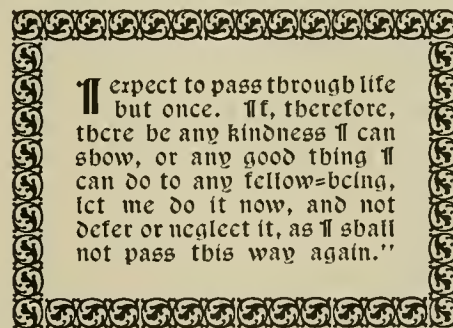 I expect to pass through life
but once. If, therefore,
there be any kindness I can
show, or any good thing I
can do to any fellow=being,
let me do it now, and not
defer or neglect it, as I shall
not pass this way again."